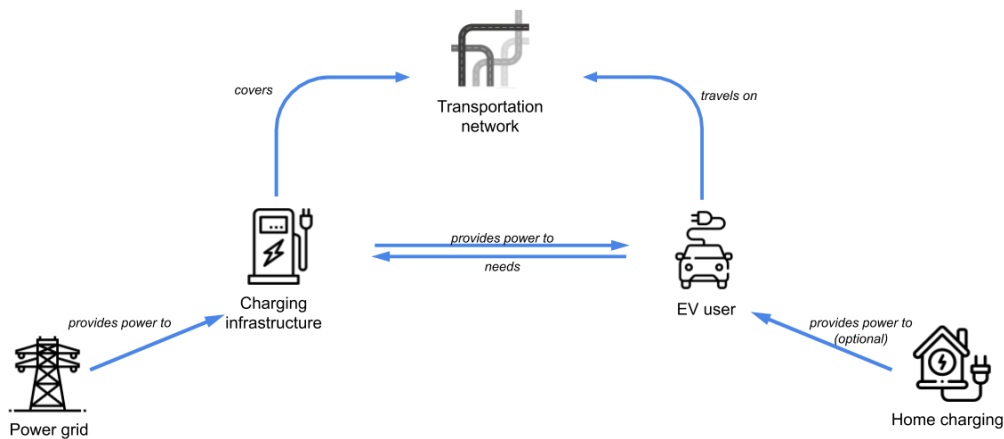 covers
travels on
Transportation
network
provides power to
needs
Charging
infrastructure
EV user
provides power to
provides power to
(optional)
Power grid
Home charging